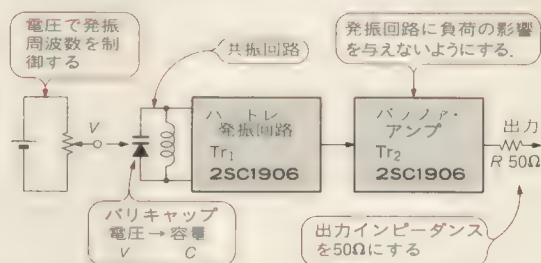 電圧で発振
周波数を制
御する
共振回路
発振回路に負荷の影響
を与えないようにする.
V
ハートレ
発振回路
Tr₁
2SC1906
バッファ・
アンプ
Tr₂
2SC1906
出力
R 50Ω
バリキャップ
電圧→容量
V C
出力インピーダンス
を50Ωにする